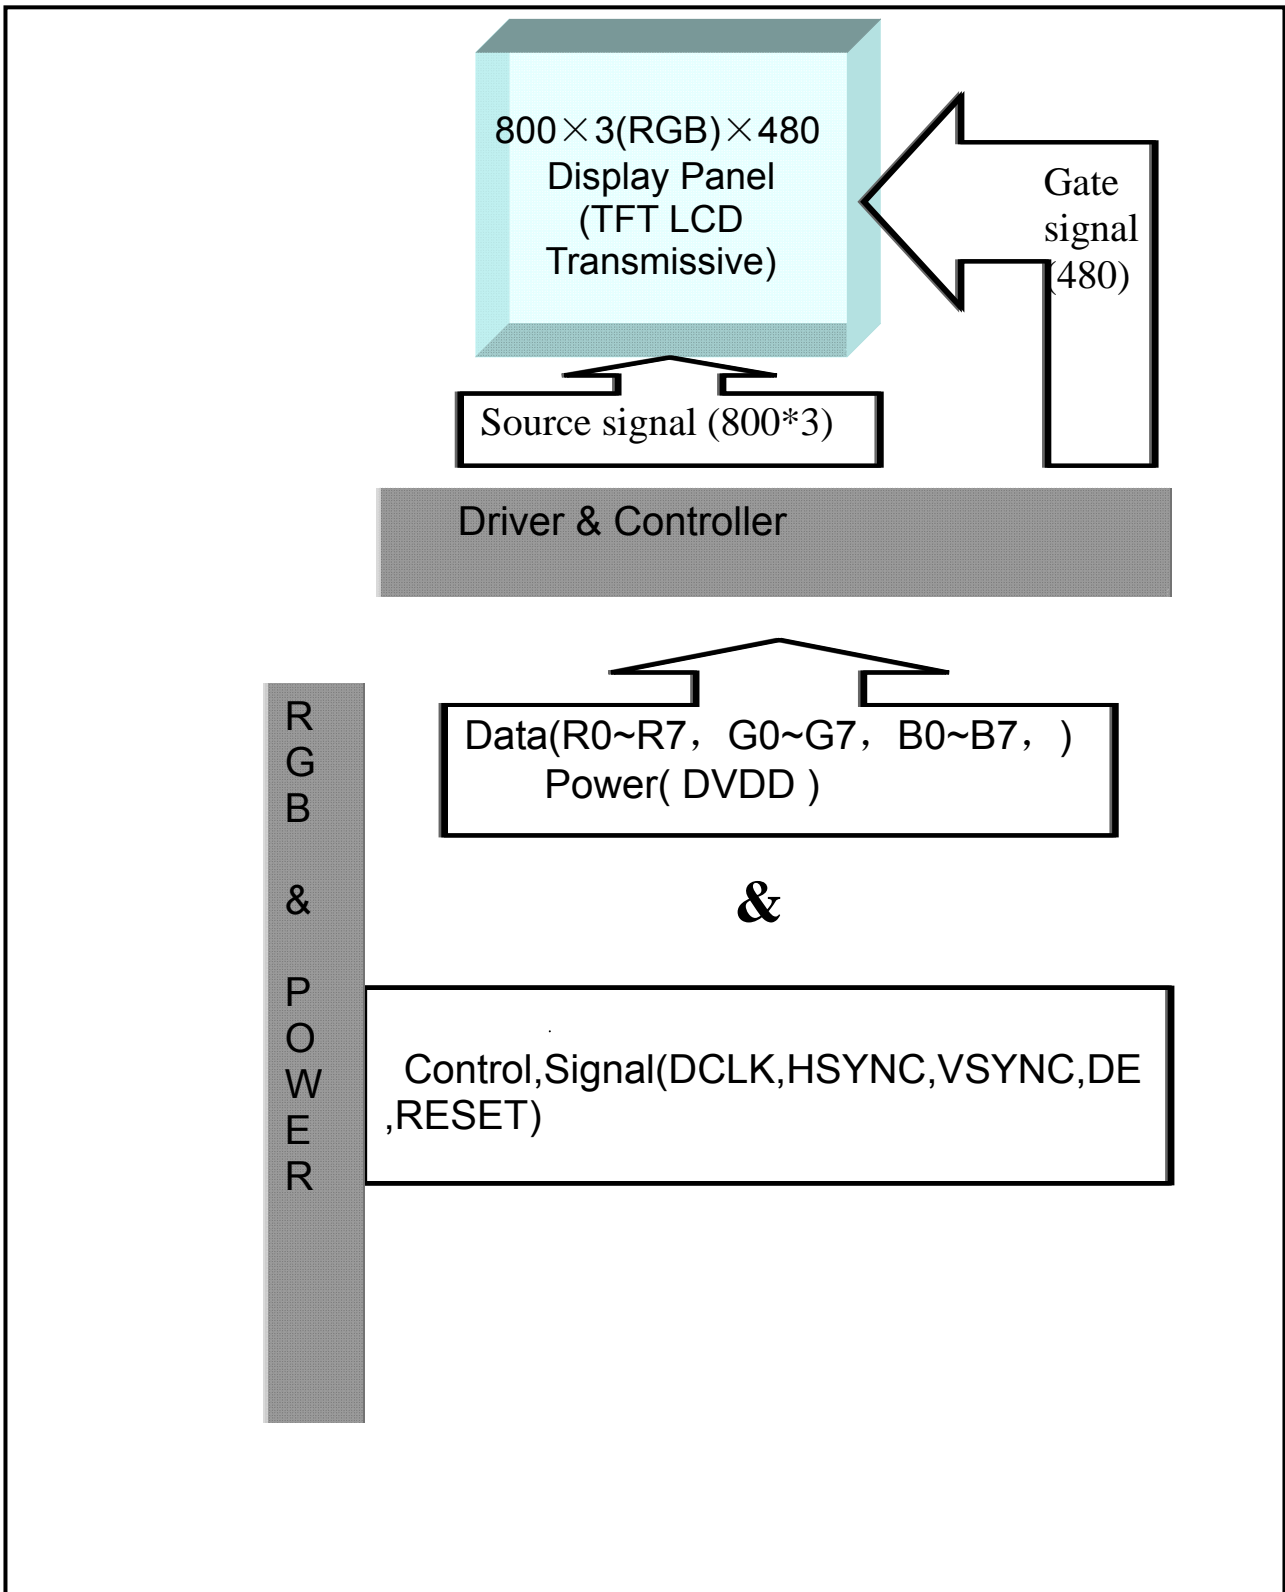 800×3(RGB)×480
Display Panel
(TFT LCD
Transmissive)
Gate
signal
(480)
Source signal (800*3)
Driver & Controller
R
G
B
&
P
O
W
E
R
Data(R0~R7，G0~G7，B0~B7，)
Power( DVDD )
&
Control,Signal(DCLK,HSYNC,VSYNC,DE
,RESET)